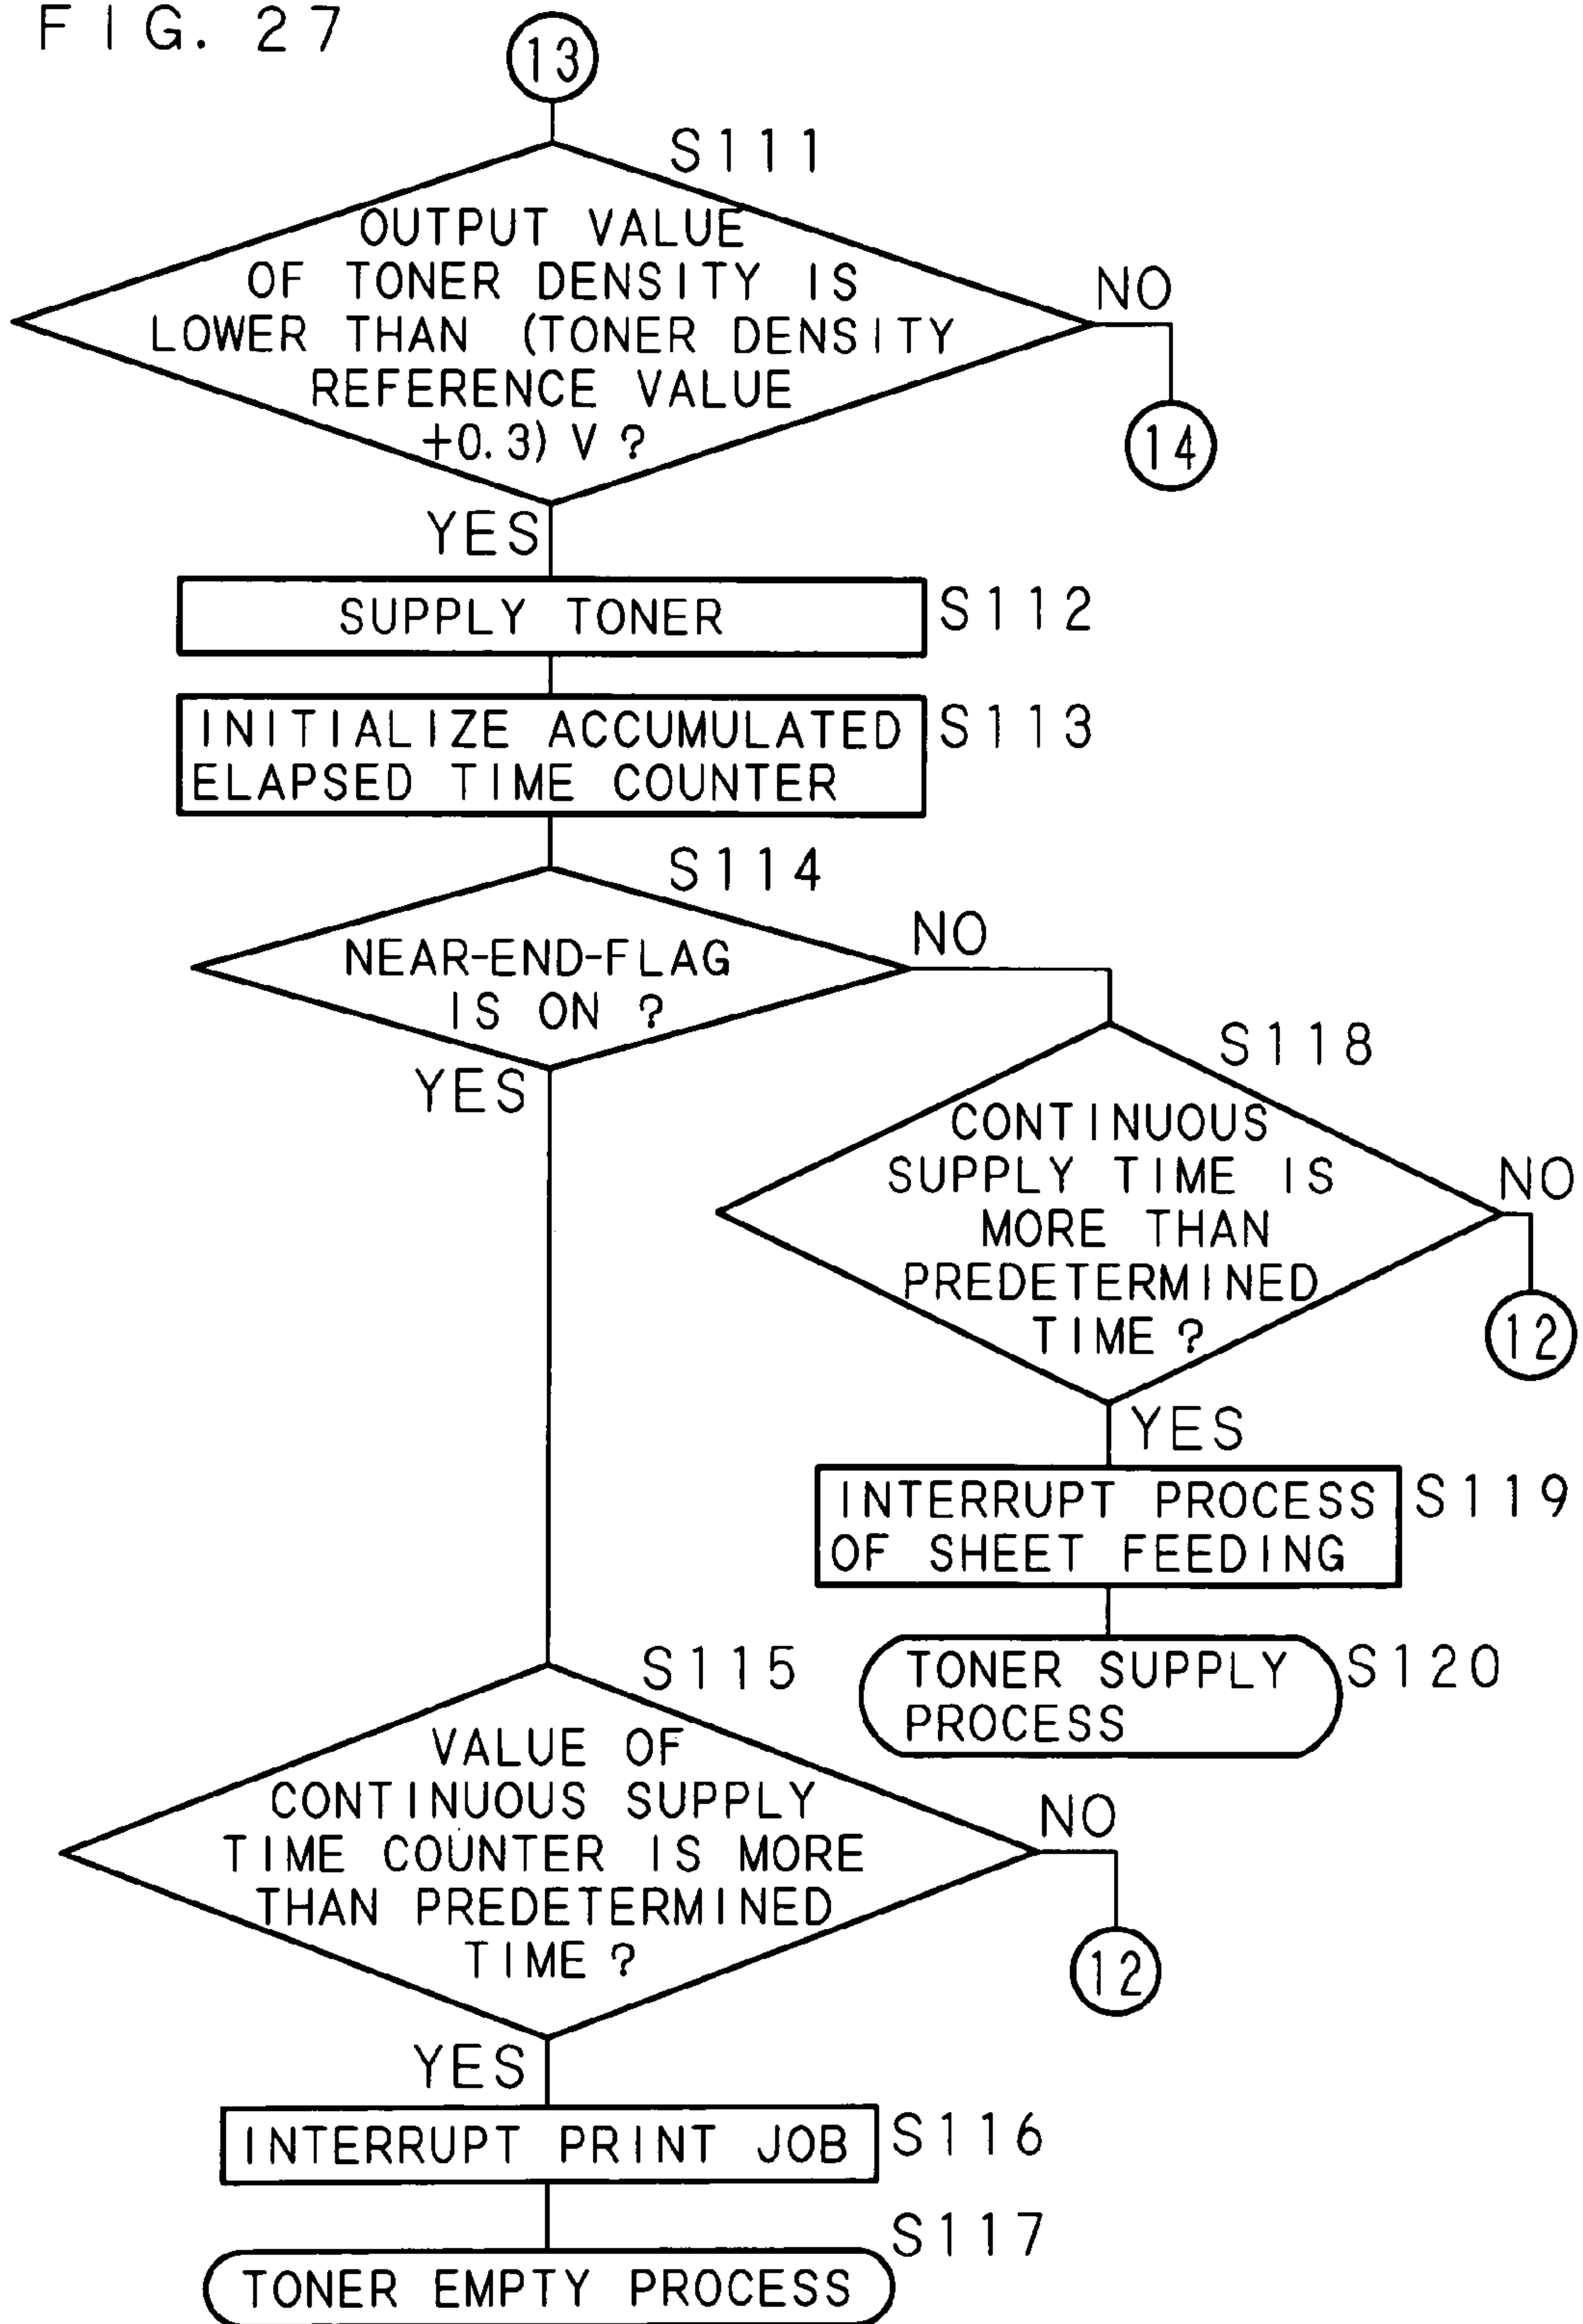 FIG. 27
13
S111
OUTPUT VALUE
OF TONER DENSITY IS
LOWER THAN (TONER DENSITY
REFERENCE VALUE
+0.3) V ?
NO
14
YES
SUPPLY TONER
S112
INITIALIZE ACCUMULATED
ELAPSED TIME COUNTER
S113
S114
NEAR-END-FLAG
IS ON ?
NO
YES
S118
CONTINUOUS
SUPPLY TIME IS
MORE THAN
PREDETERMINED
TIME ?
NO
12
YES
INTERRUPT PROCESS
OF SHEET FEEDING
S119
TONER SUPPLY
PROCESS
S120
S115
VALUE OF
CONTINUOUS SUPPLY
TIME COUNTER IS MORE
THAN PREDETERMINED
TIME ?
NO
12
YES
INTERRUPT PRINT JOB
S116
S117
TONER EMPTY PROCESS